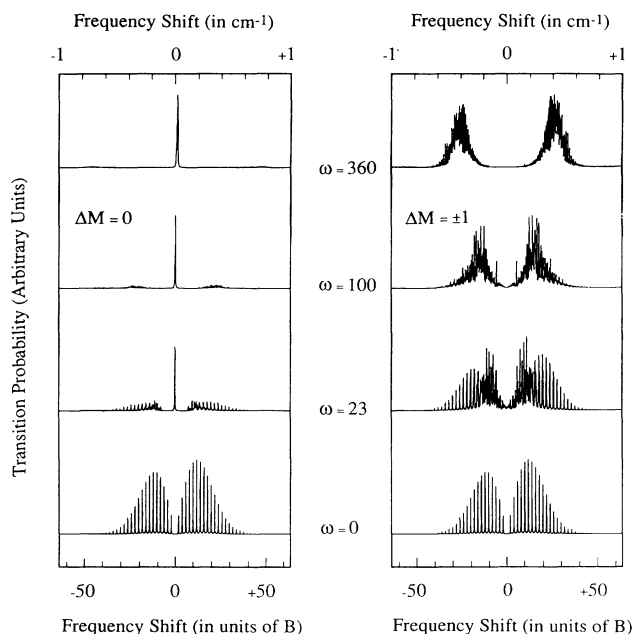 Frequency Shift (in cm-1)
Frequency Shift (in cm-1)
-1 0 +1
-1 0 +1
ω = 360
ΔM = 0
ΔM = ±1
ω = 100
ω = 23
ω = 0
Transition Probability (Arbitrary Units)
-50 0 +50
-50 0 +50
Frequency Shift (in units of B)
Frequency Shift (in units of B)